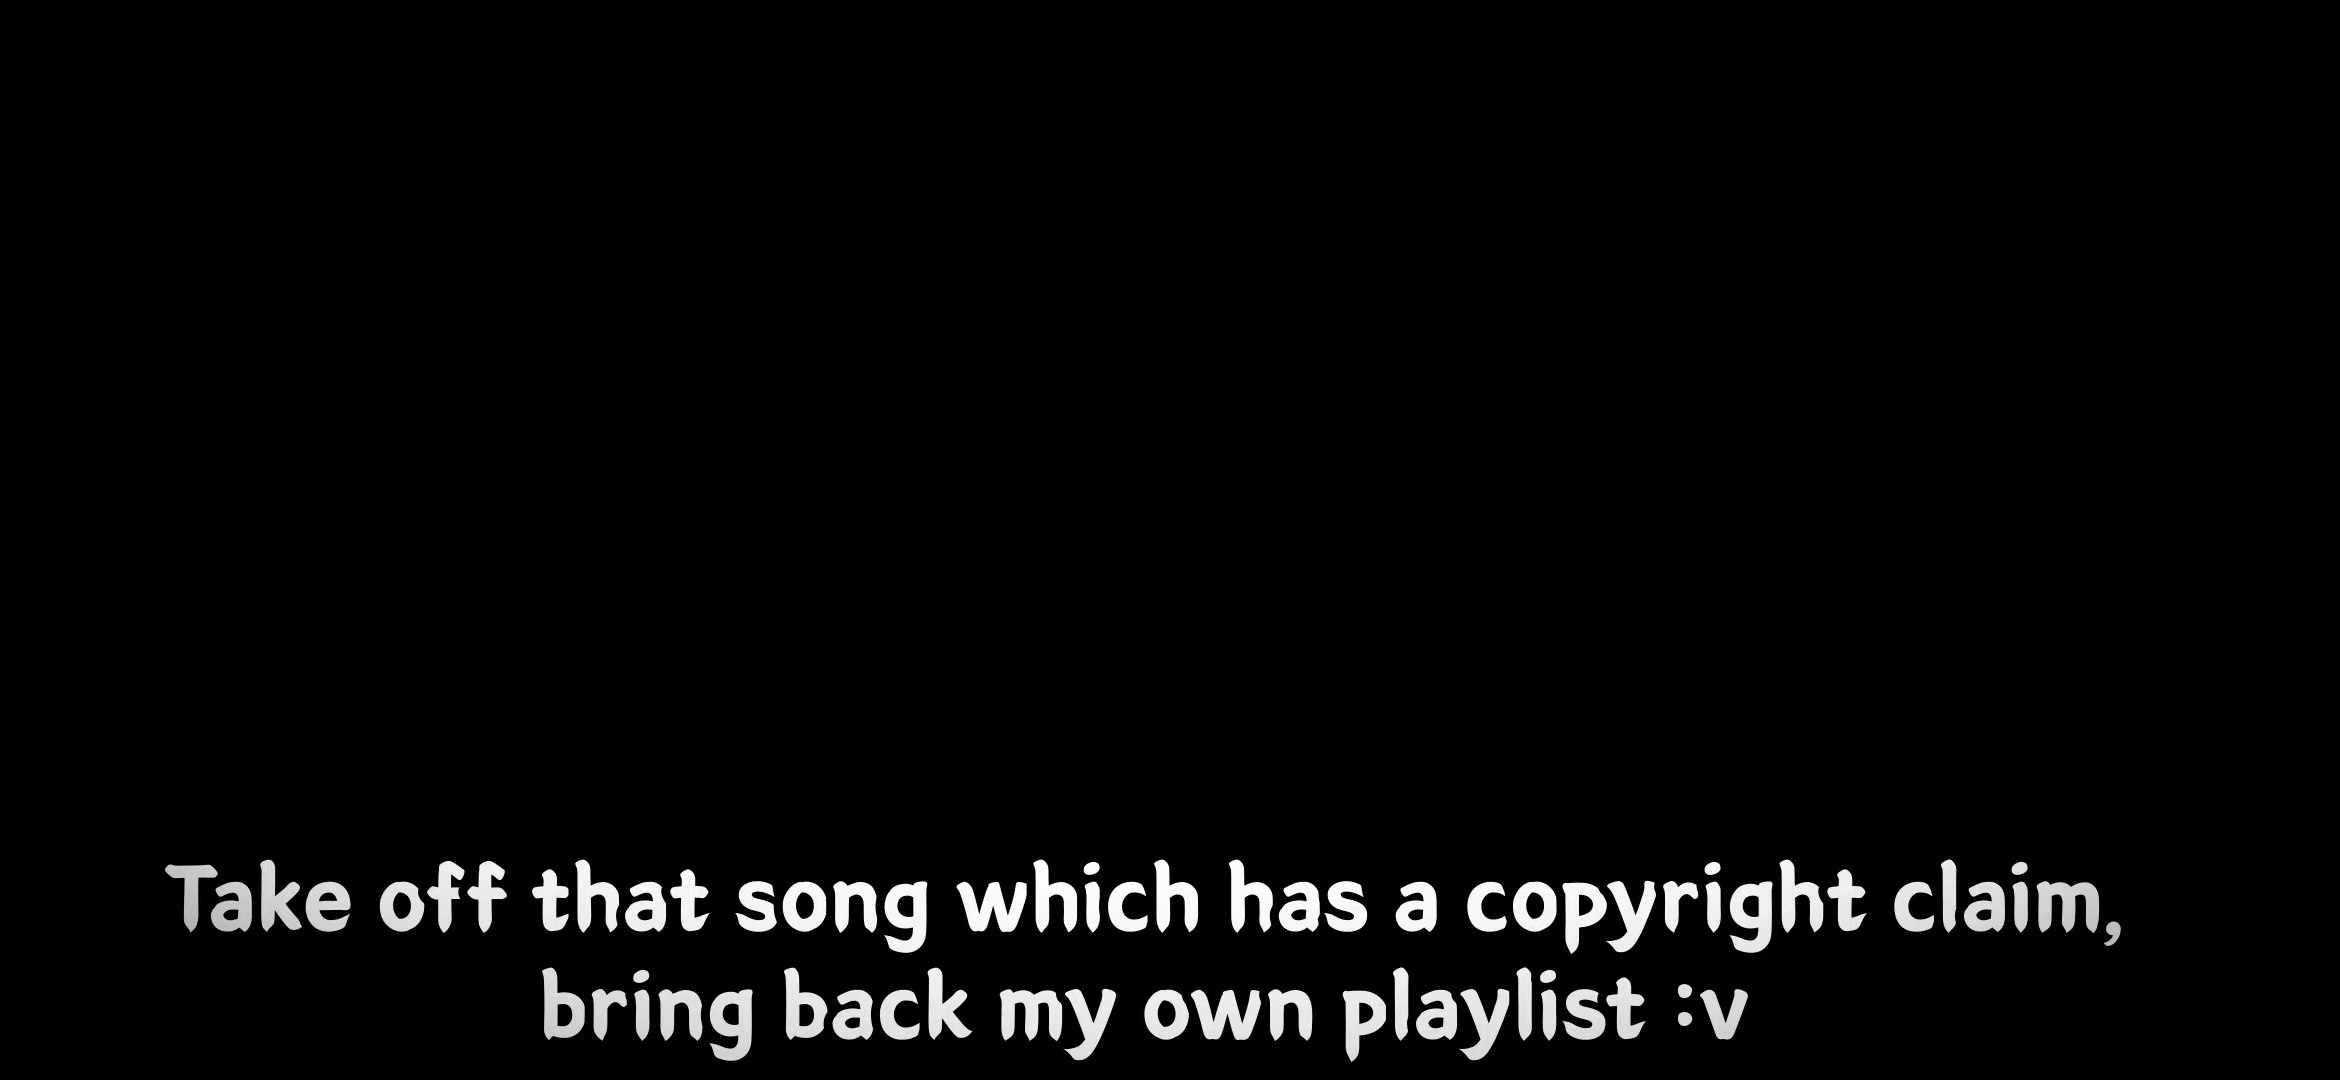 Take off that song which has a copyright claim,
bring back my own playlist :v